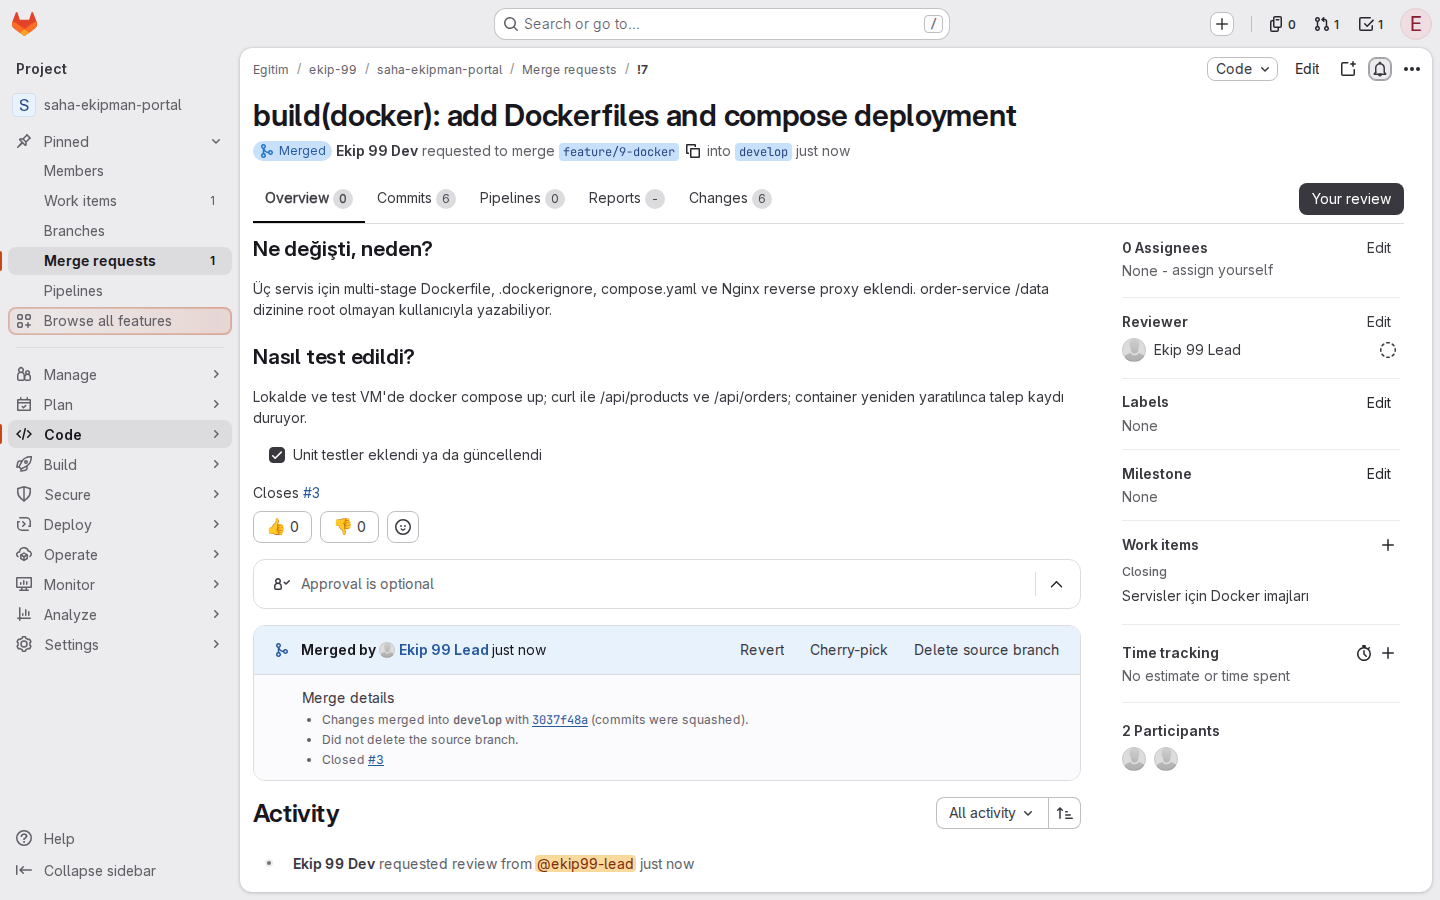 Search or go to...
/
0
1
1
E
Project
S
saha-ekipman-portal
Pinned
Members
Work items 1
Branches
Merge requests 1
Pipelines
Browse all features
Manage
Plan
Code
Build
Secure
Deploy
Operate
Monitor
Analyze
Settings
Help
Collapse sidebar
Egitim / ekip-99 / saha-ekipman-portal / Merge requests / !7
Code
Edit
build(docker): add Dockerfiles and compose deployment
Merged Ekip 99 Dev requested to merge feature/9-docker into develop just now
Overview 0
Commits 6
Pipelines 0
Reports -
Changes 6
Your review
Ne değişti, neden?
Üç servis için multi-stage Dockerfile, .dockerignore, compose.yaml ve Nginx reverse proxy eklendi. order-service /data
dizinine root olmayan kullanıcıyla yazabiliyor.
Nasıl test edildi?
Lokalde ve test VM'de docker compose up; curl ile /api/products ve /api/orders; container yeniden yaratılınca talep kaydı
duruyor.
Unit testler eklendi ya da güncellendi
Closes #3
👍 0
👎 0
Approval is optional
Merged by Ekip 99 Lead just now
Revert
Cherry-pick
Delete source branch
Merge details
• Changes merged into develop with 3037f48a (commits were squashed).
• Did not delete the source branch.
• Closed #3
Activity
All activity
Ekip 99 Dev requested review from @ekip99-lead just now
0 Assignees
Edit
None - assign yourself
Reviewer
Edit
Ekip 99 Lead
Labels
Edit
None
Milestone
Edit
None
Work items
Closing
Servisler için Docker imajları
Time tracking
No estimate or time spent
2 Participants